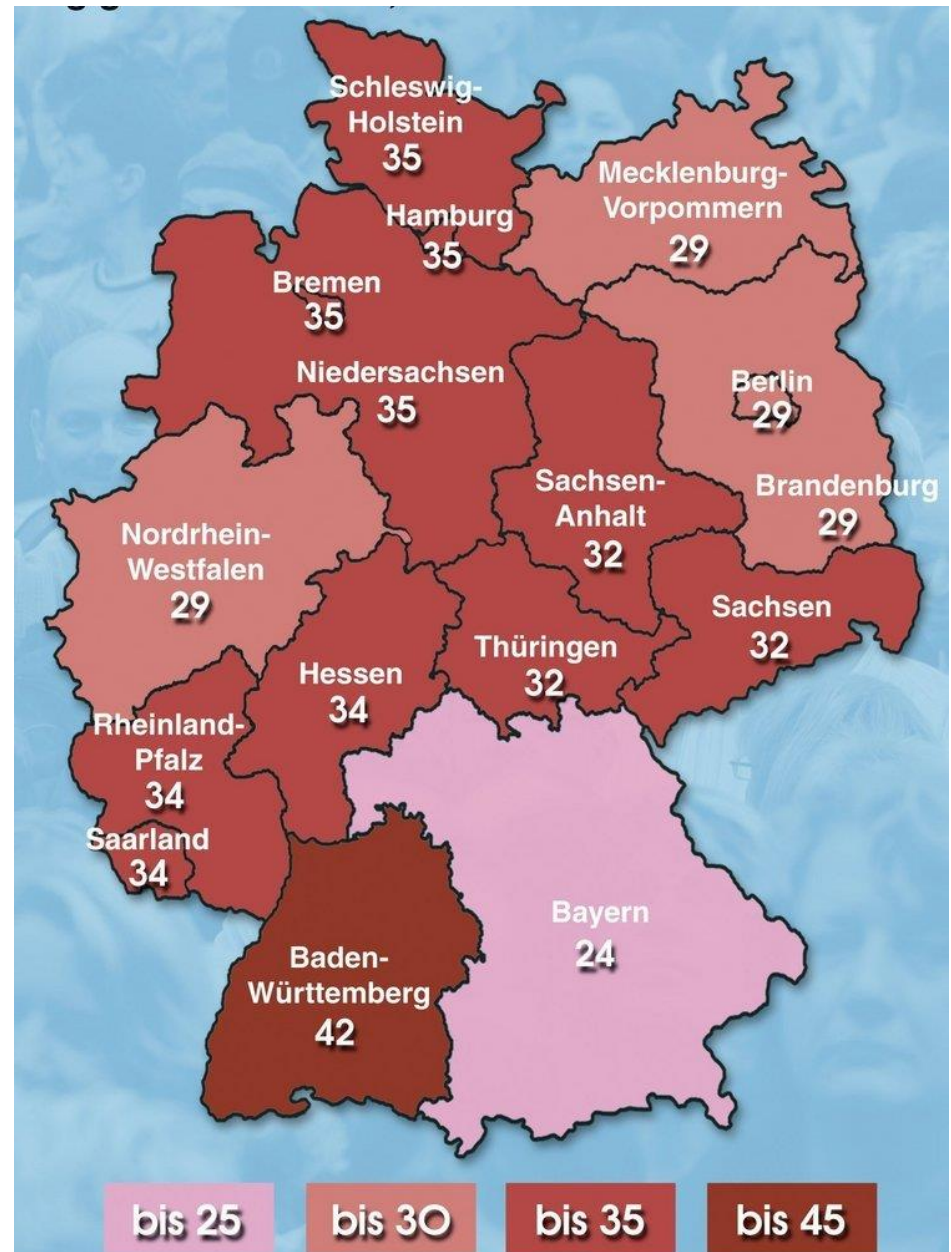 Schleswig-
Holstein
35
Mecklenburg-
Vorpommern
29
Hamburg
35
Bremen
35
Niedersachsen
35
Berlin
29
Brandenburg
29
Sachsen-
Anhalt
32
Nordrhein-
Westfalen
29
Sachsen
32
Thüringen
32
Hessen
34
Rheinland-
Pfalz
34
Saarland
34
Bayern
24
Baden-
Württemberg
42
bis 25
bis 30
bis 35
bis 45